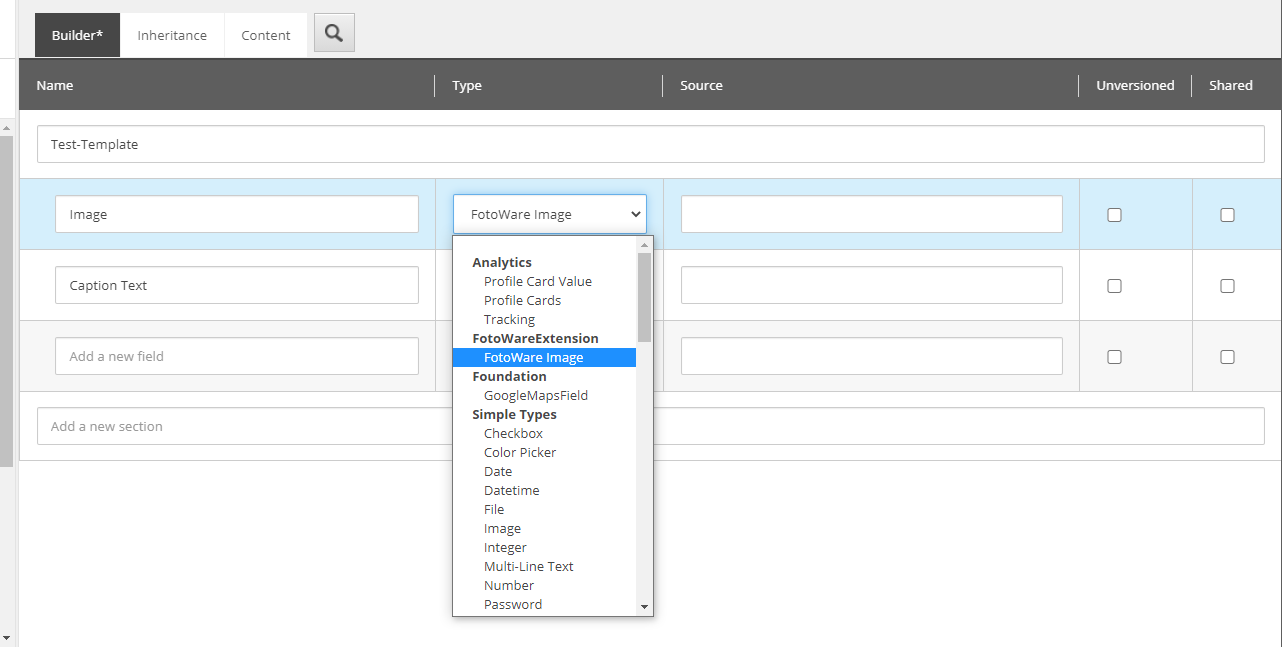 Builder* Inheritance Content
Name Type Source Unversioned Shared
Test-Template
Image FotoWare Image
Caption Text
Add a new field
Add a new section
Analytics
Profile Card Value
Profile Cards
Tracking
FotoWareExtension
FotoWare Image
Foundation
GoogleMapsField
Simple Types
Checkbox
Color Picker
Date
Datetime
File
Image
Integer
Multi-Line Text
Number
Password